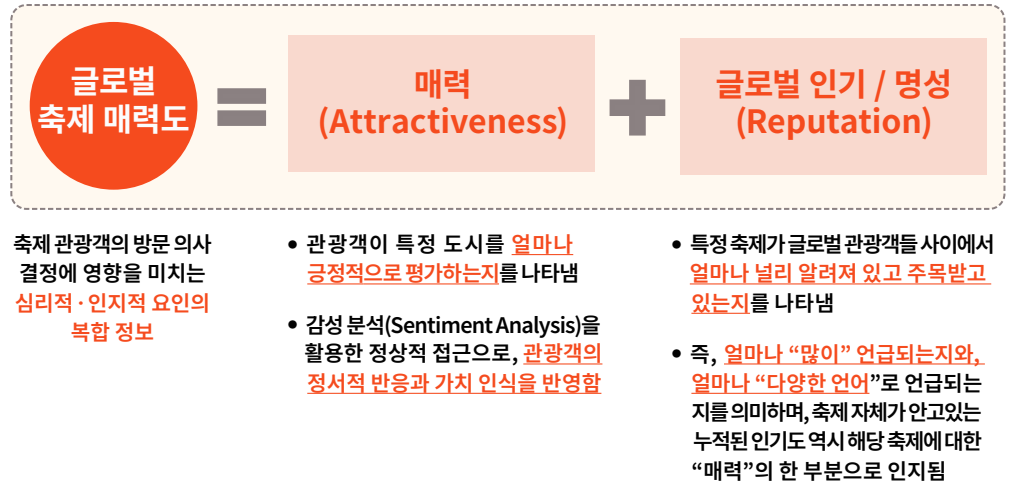 글로벌
축제 매력도
=
매력
(Attractiveness)
+
글로벌 인기 / 명성
(Reputation)
축제 관광객의 방문 의사
결정에 영향을 미치는
심리적·인지적 요인의
복합 정보
• 관광객이 특정 도시를 얼마나
긍정적으로 평가하는지를 나타냄
• 감성 분석(Sentiment Analysis)을
활용한 정상적 접근으로, 관광객의
정서적 반응과 가치 인식을 반영함
• 특정 축제가 글로벌 관광객들 사이에서
얼마나 널리 알려져 있고 주목받고
있는지를 나타냄
• 즉, 얼마나 “많이” 언급되는지와,
얼마나 “다양한 언어”로 언급되는
지를 의미하며, 축제 자체가 안고있는
누적된 인기도 역시 해당 축제에 대한
“매력”의 한 부분으로 인지됨